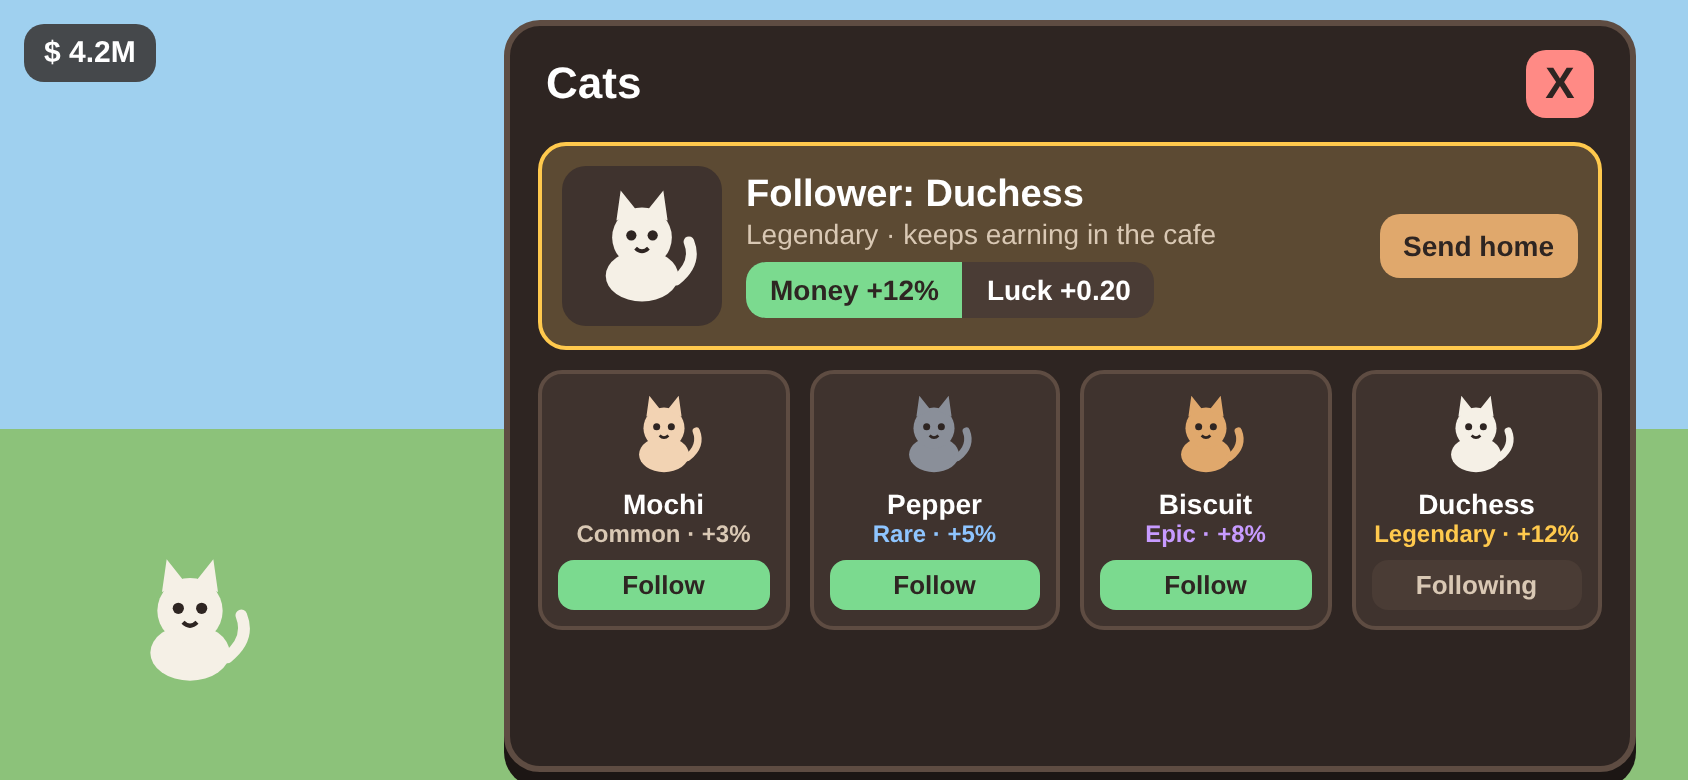 $ 4.2M
Cats
X
Follower: Duchess
Legendary · keeps earning in the cafe
Send home
Money +12%
Luck +0.20
Mochi
Common · +3%
Follow
Pepper
Rare · +5%
Follow
Biscuit
Epic · +8%
Follow
Duchess
Legendary · +12%
Following